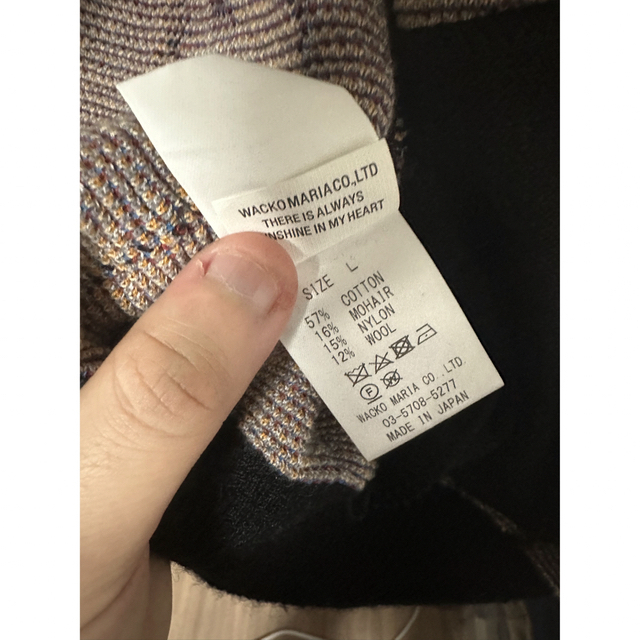 WACKO MARIA CO.,LTD
THERE IS ALWAYS
IN MY HEART
SIZE L
57% COTTON
16% MOHAIR
15% NYLON
12% WOOL
F
WACKO MARIA CO., LTD.
03-5708-5277
MADE IN JAPAN